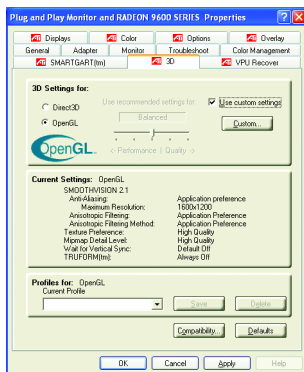 Plug and Play Monitor and RADEON 9600 SERIES Properties
Displays Color Options Overlay
General Adapter Monitor Troubleshoot Color Management
SMARTGART(tm) 3D VPU Recover
3D Settings for:
Direct3D
OpenGL
Use recommended settings for:
Balanced
<- Performance | Quality ->
Use custom settings
Custom...
OpenGL
Current Settings: OpenGL
SMOOTHVISION 2.1
Anti-Aliasing: Application preference
Maximum Resolution: 1600x1200
Anisotropic Filtering: Application preference
Anisotropic Filtering Method: Quality
Texture Preference: High Quality
Mipmap Detail Level: High Quality
Wait for Vertical Sync: Default Off
TRUFORM(tm): Always Off
Profiles for: OpenGL
Current Profile
Save Delete
Compatibility... Defaults
OK Cancel Apply Help